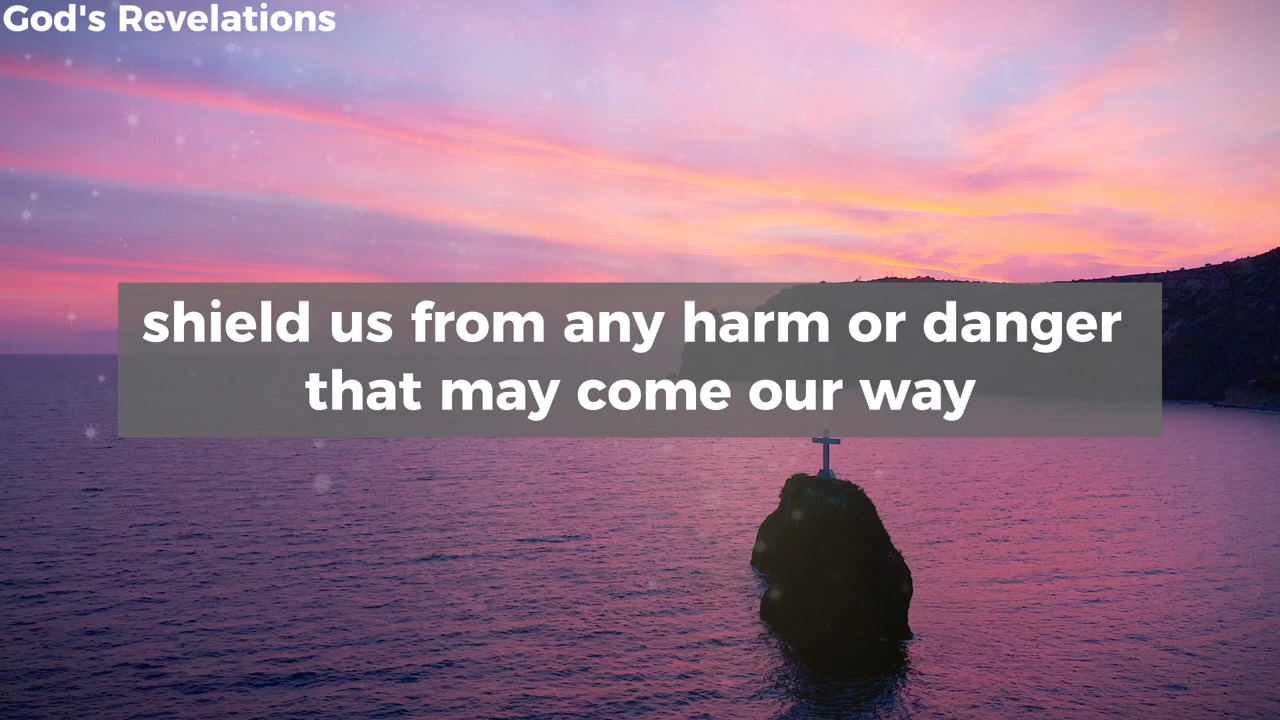 God's Revelations
shield us from any harm or danger
that may come our way